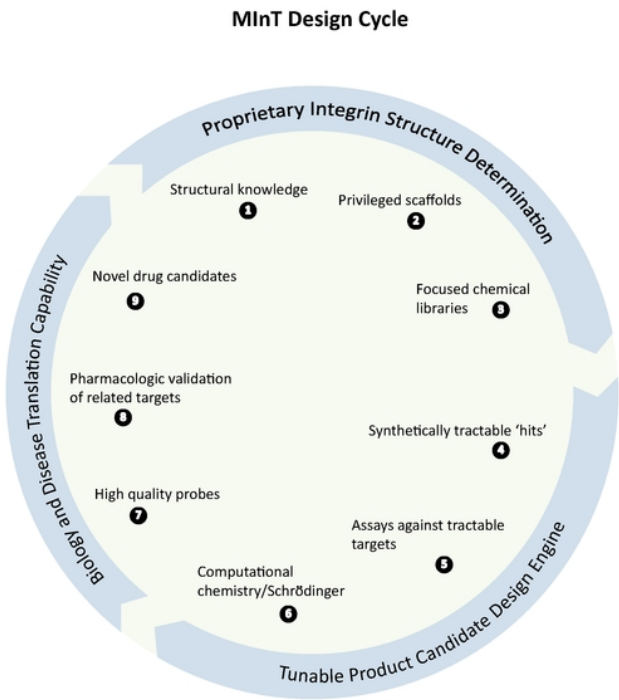 MInT Design Cycle
Proprietary Integrin Structure Determination
Structural knowledge
1
Privileged scaffolds
2
Focused chemical
libraries
3
Synthetically tractable ‘hits’
4
Assays against tractable
targets
5
Tunable Product Candidate Design Engine
Computational
chemistry/Schrödinger
6
High quality probes
7
Pharmacologic validation
of related targets
8
Novel drug candidates
9
Biology and Disease Translation Capability